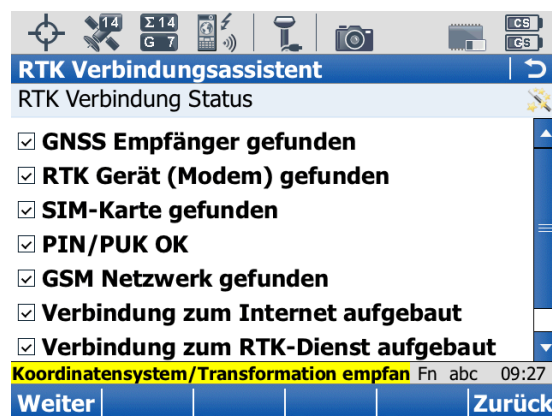 14
Σ 14
G 7
CS
GS
RTK Verbindungsassistent
RTK Verbindung Status
GNSS Empfänger gefunden
RTK Gerät (Modem) gefunden
SIM-Karte gefunden
PIN/PUK OK
GSM Netzwerk gefunden
Verbindung zum Internet aufgebaut
Verbindung zum RTK-Dienst aufgebaut
Koordinatensystem/Transformation empfan Fn abc 09:27
Weiter Zurück